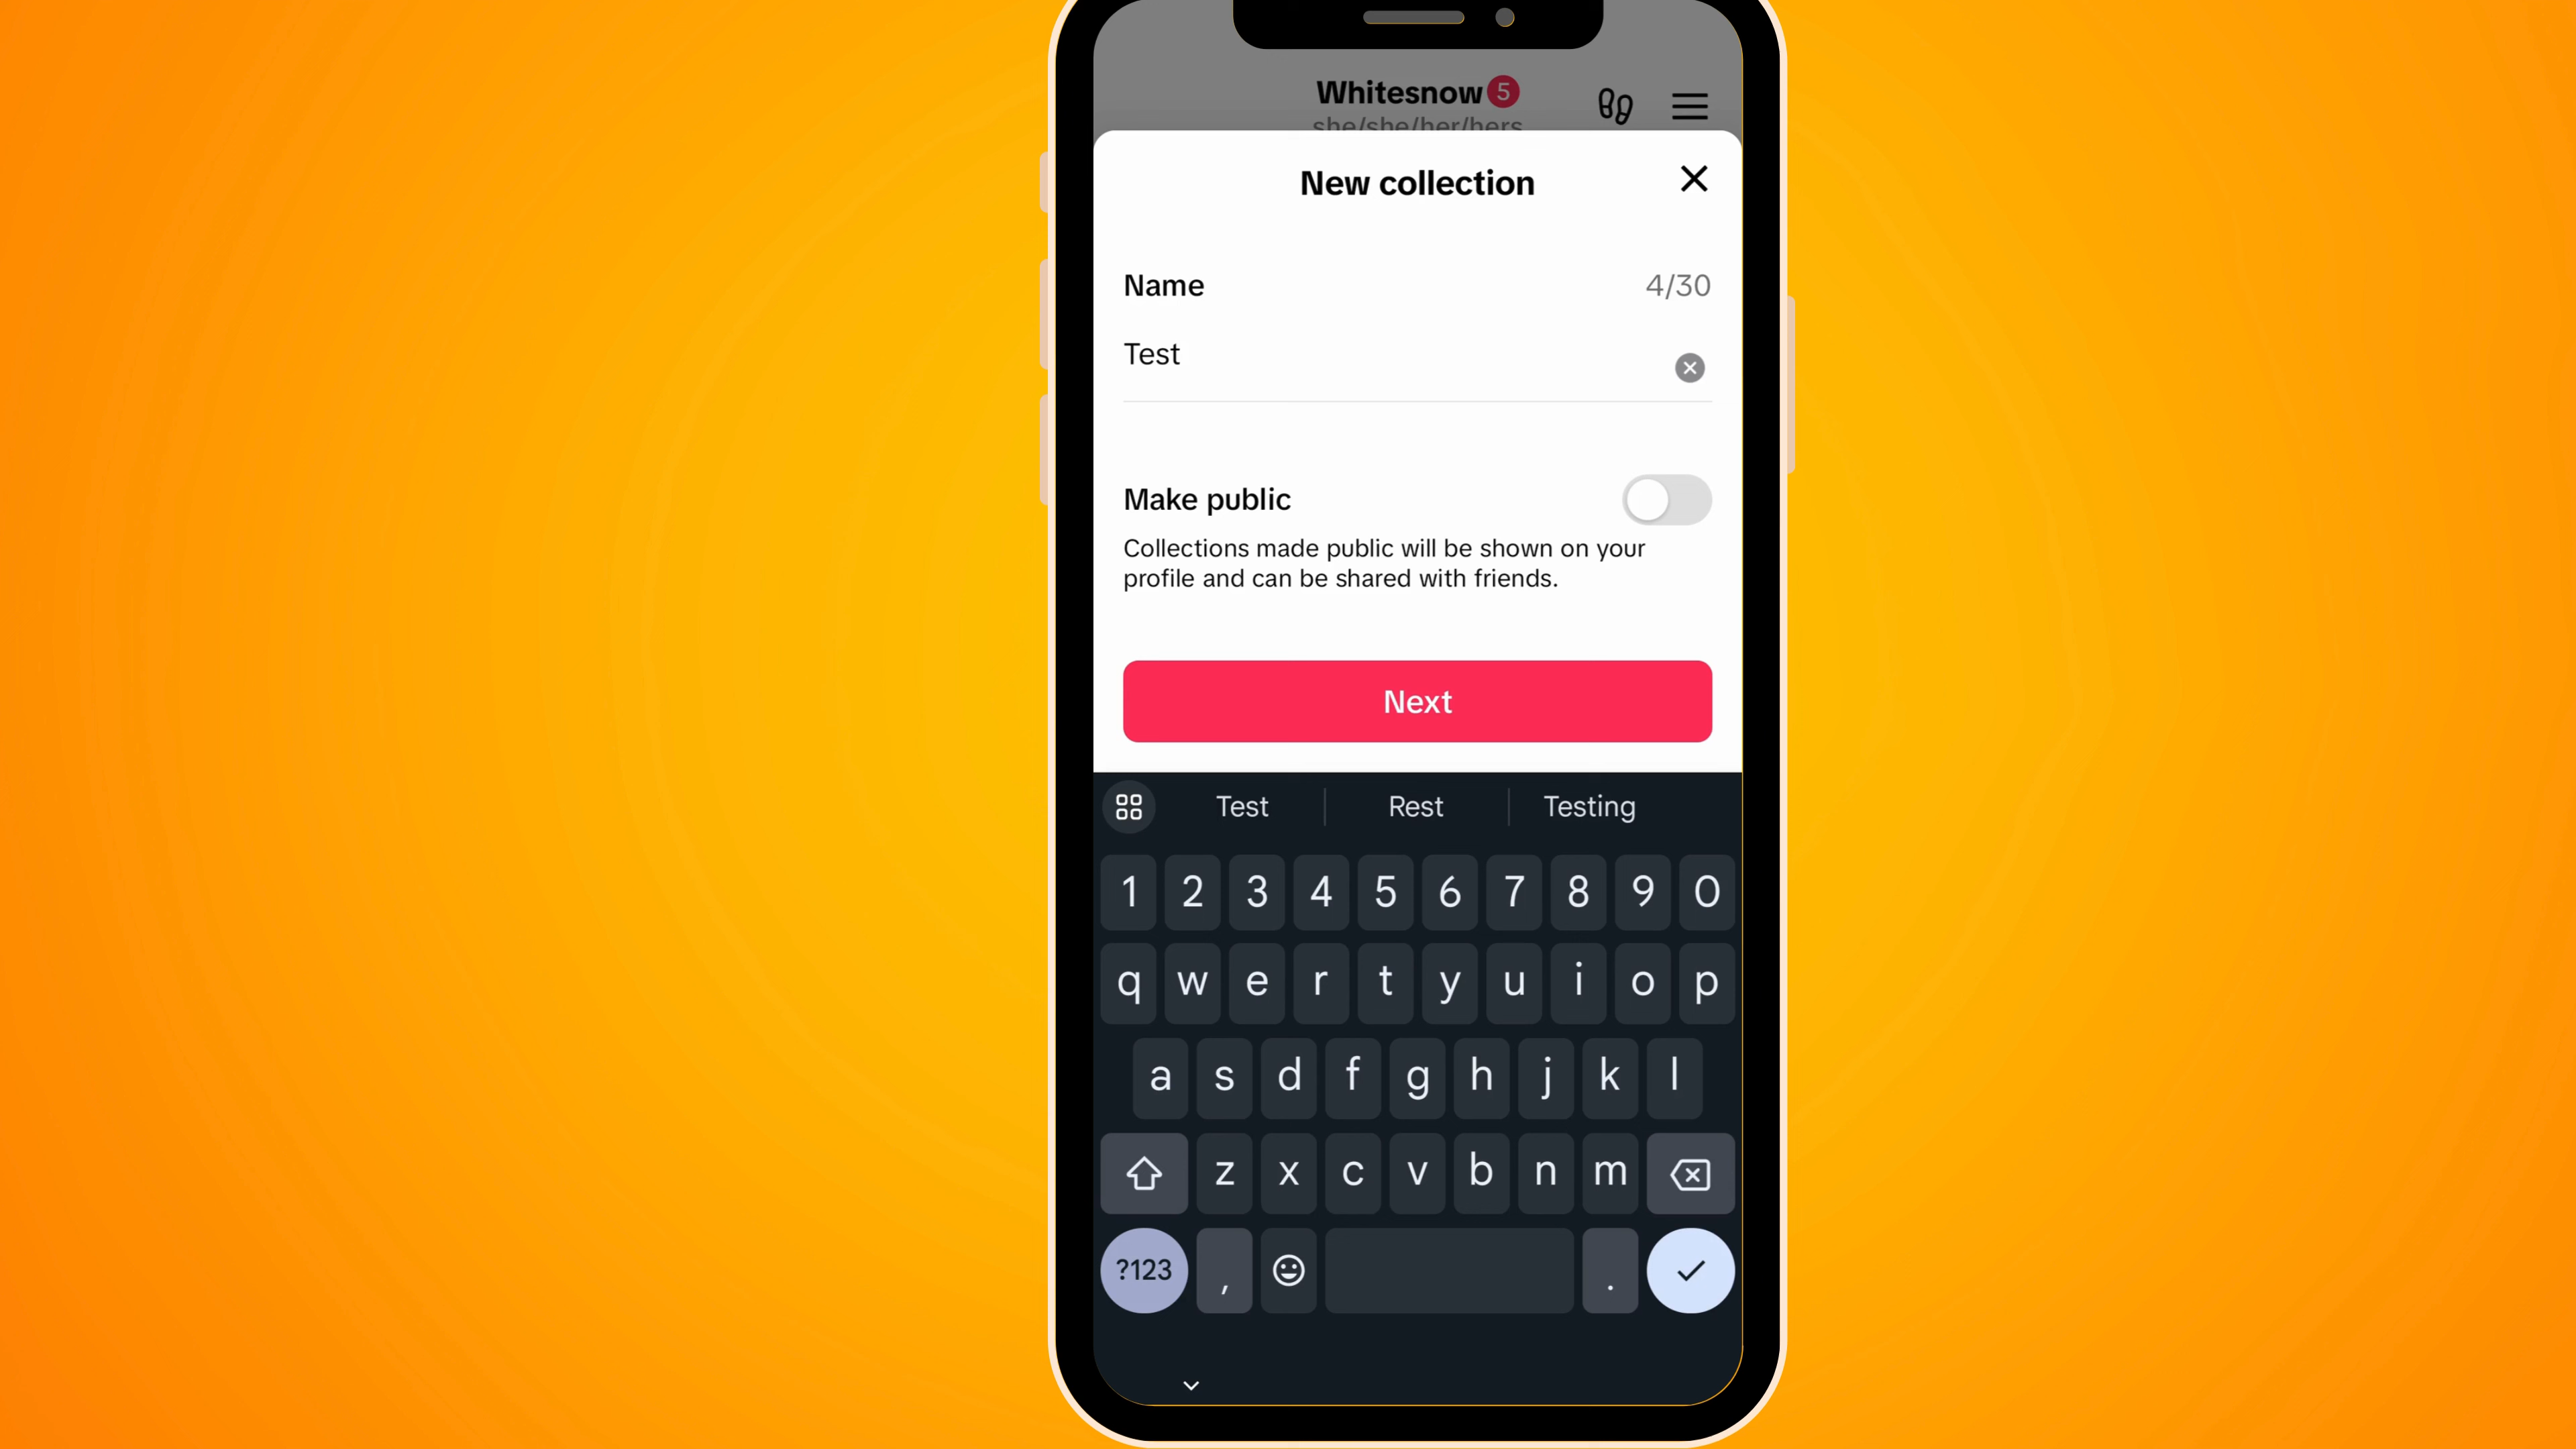 Whitesnow 5
she/she/her/hers
New collection
Name 4/30
Test
Make public
Collections made public will be shown on your
profile and can be shared with friends.
Next
Test Rest Testing
1 2 3 4 5 6 7 8 9 0
q w e r t y u i o p
a s d f g h j k l
z x c v b n m
?123 , .